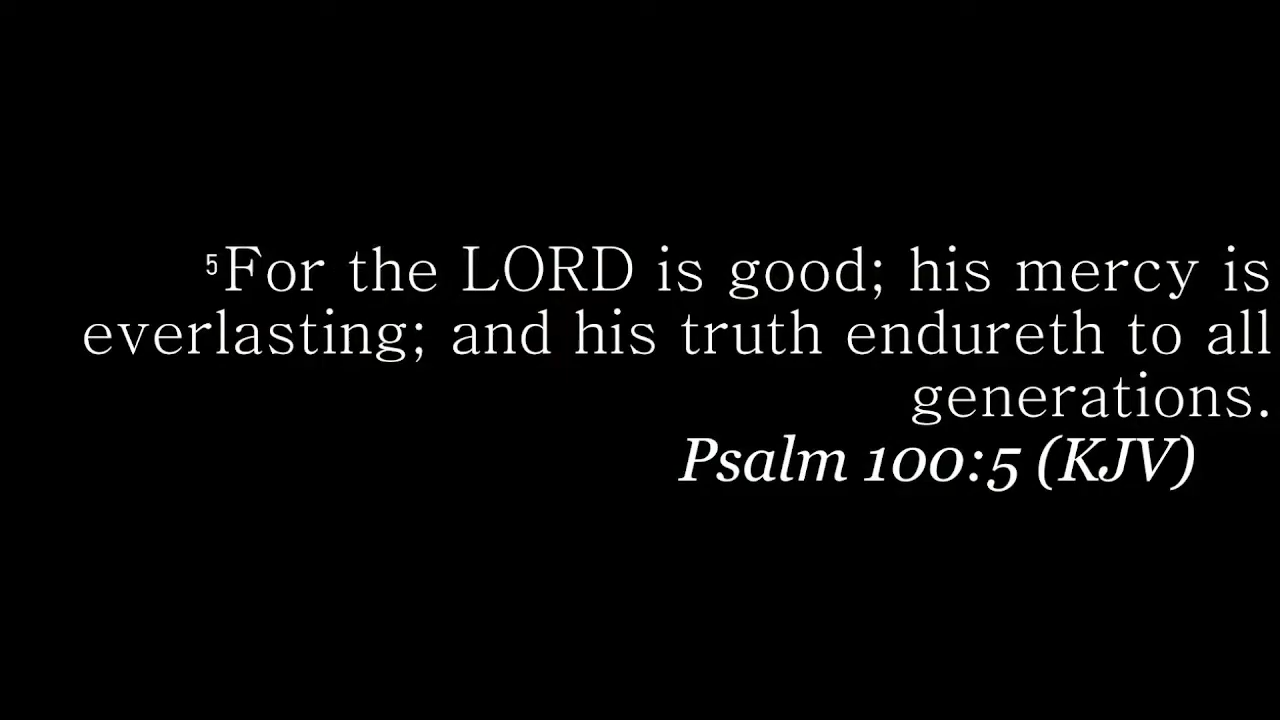 ⁵For the LORD is good; his mercy is
everlasting; and his truth endureth to all
generations.
Psalm 100:5 (KJV)